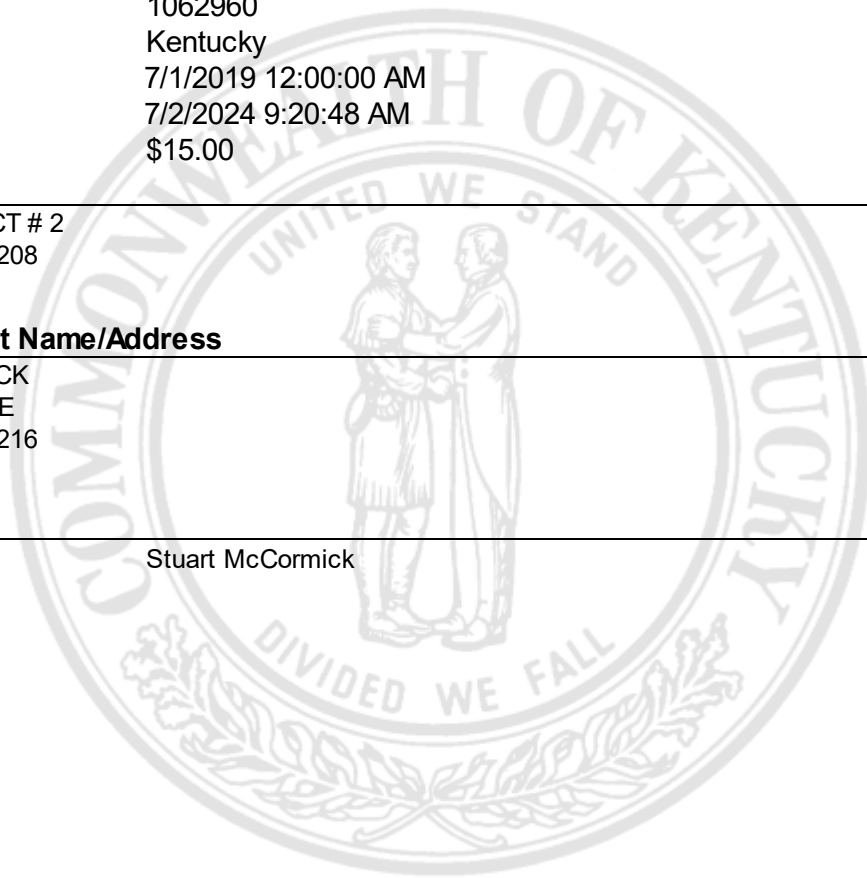 1062960
Kentucky
7/1/2019 12:00:00 AM
7/2/2024 9:20:48 AM
$15.00
CT # 2
208
t Name/Address
CK
E
216
Stuart McCormick
COMMONWEALTH OF KENTUCKY
UNITED WE STAND
DIVIDED WE FALL